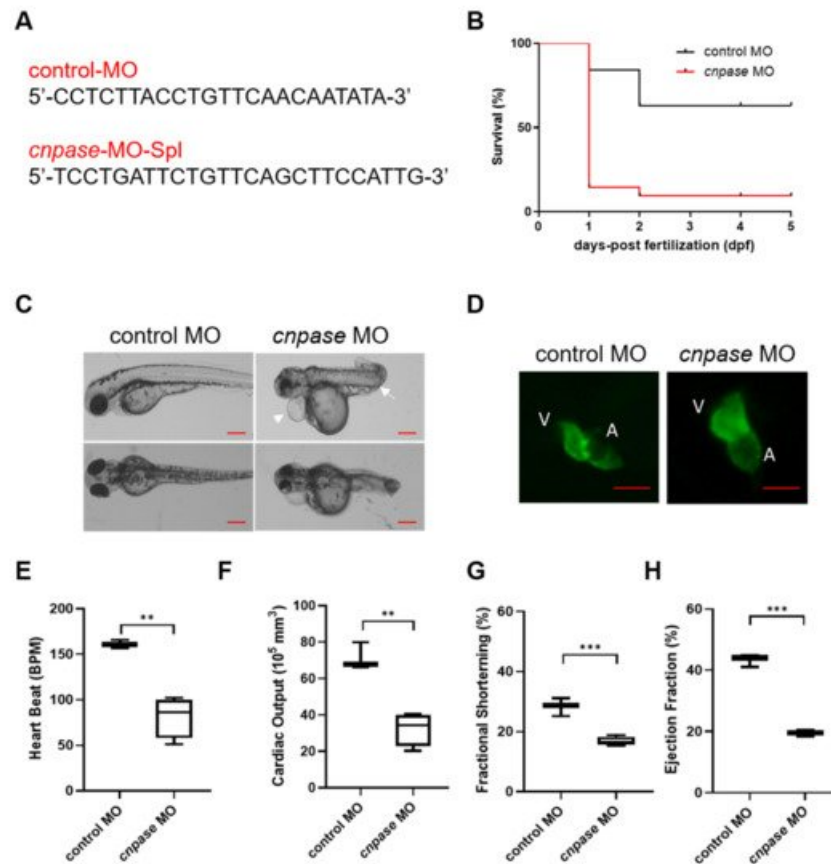 A
control-MO
5'-CCTCTTACCTGTTCAACAATATA-3'
cnpase-MO-Spl
5'-TCCTGATTCTGTTCAGCTTCCATTG-3'
B
Survival (%)
100
50
0
control MO
cnpase MO
0 1 2 3 4 5
days-post fertilization (dpf)
C
control MO cnpase MO
D
control MO cnpase MO
V A V A
E
Heart Beat (BPM)
200
150
100
50
0
**
control MO cnpase MO
F
Cardiac Output (10⁵ mm³)
100
80
60
40
20
0
**
control MO cnpase MO
G
Fractional Shorterning (%)
60
40
20
0
***
control MO cnpase MO
H
Ejection Fraction (%)
60
40
20
0
***
control MO cnpase MO